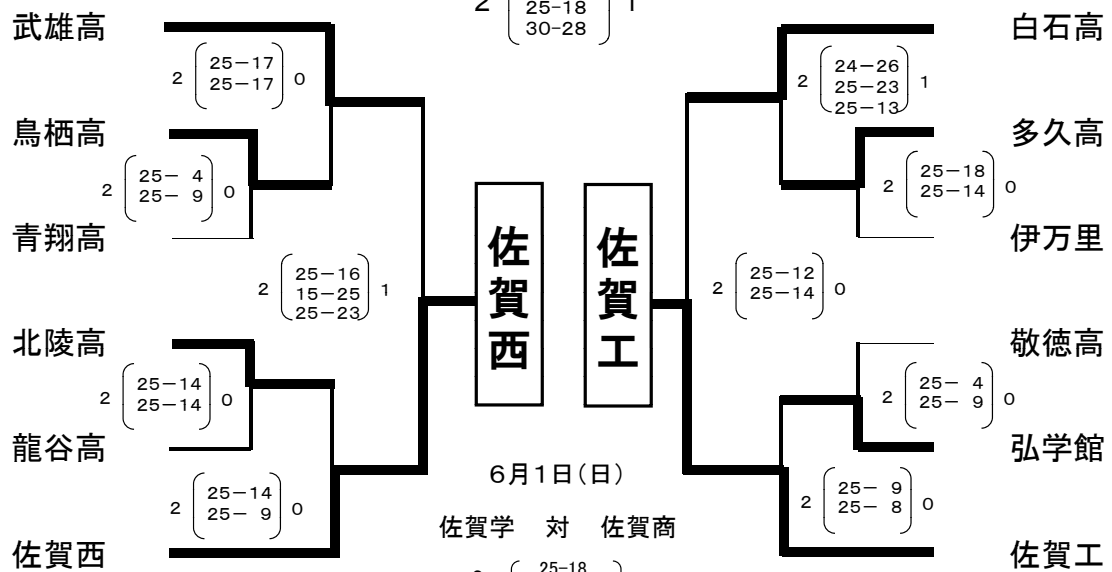 2 25-18 1
30-28
武雄高
2 25-17 0
25-17
鳥栖高
2 25- 4 0
25- 9
青翔高
2 25-16 1
15-25
25-23
北陵高
2 25-14 0
25-14
龍谷高
2 25-14 0
25- 9
佐賀西
佐賀西
佐賀工
6月1日(日)
佐賀学 対 佐賀商
25-18
白石高
2 24-26 1
25-23
25-13
多久高
2 25-18 0
25-14
伊万里
2 25-12 0
25-14
敬徳高
2 25- 4 0
25- 9
弘学館
2 25- 9 0
25- 8
佐賀工